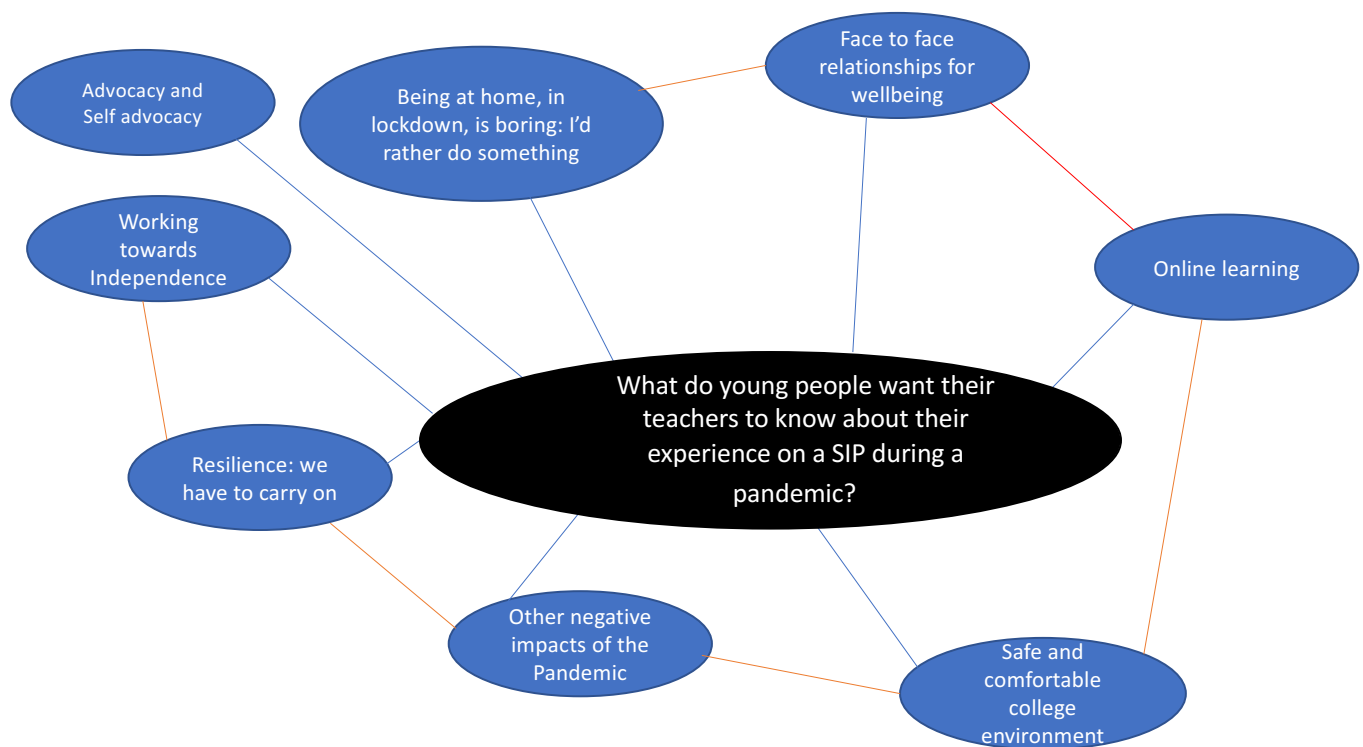 Advocacy and
Self advocacy
Being at home, in
lockdown, is boring: I’d
rather do something
Face to face
relationships for
wellbeing
Working
towards
Independence
Online learning
What do young people want their
teachers to know about their
experience on a SIP during a
pandemic?
Resilience: we
have to carry on
Other negative
impacts of the
Pandemic
Safe and
comfortable
college
environment